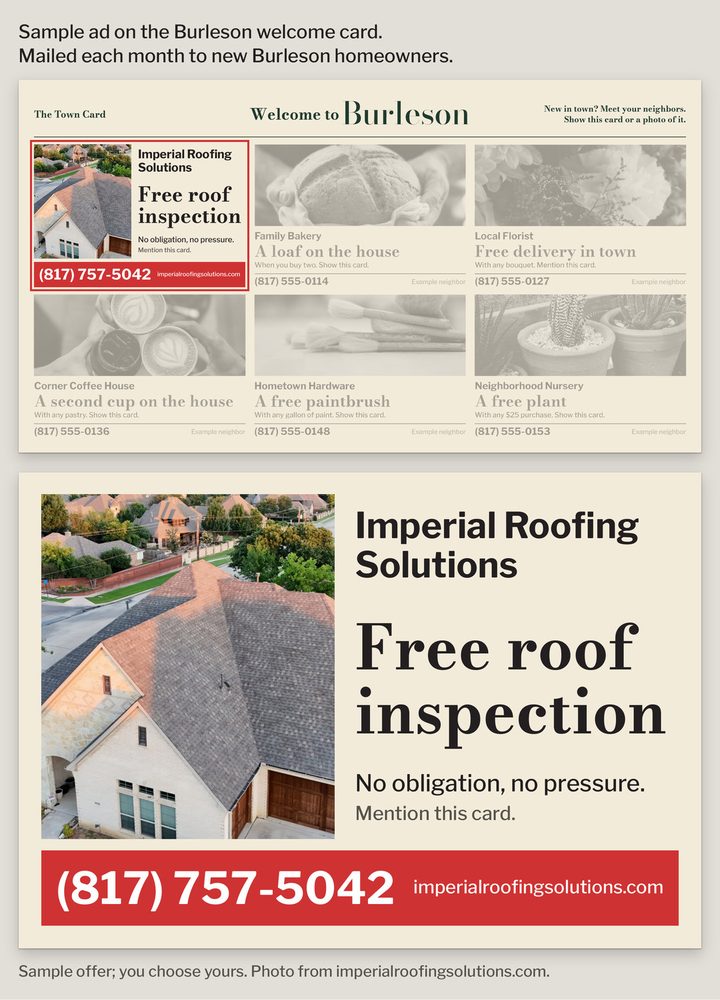 Sample ad on the Burleson welcome card.
Mailed each month to new Burleson homeowners.
The Town Card
Welcome to Burleson
New in town? Meet your neighbors.
Show this card or a photo of it.
Imperial Roofing
Solutions
Free roof
inspection
No obligation, no pressure.
Mention this card.
(817) 757-5042 imperialroofingsolutions.com
Family Bakery
A loaf on the house
When you buy two. Show this card.
(817) 555-0114 Example neighbor
Local Florist
Free delivery in town
With any bouquet. Mention this card.
(817) 555-0127 Example neighbor
Corner Coffee House
A second cup on the house
With any pastry. Show this card.
(817) 555-0136 Example neighbor
Hometown Hardware
A free paintbrush
With any gallon of paint. Show this card.
(817) 555-0148 Example neighbor
Neighborhood Nursery
A free plant
With any $25 purchase. Show this card.
(817) 555-0153 Example neighbor
Imperial Roofing
Solutions
Free roof
inspection
No obligation, no pressure.
Mention this card.
(817) 757-5042 imperialroofingsolutions.com
Sample offer; you choose yours. Photo from imperialroofingsolutions.com.